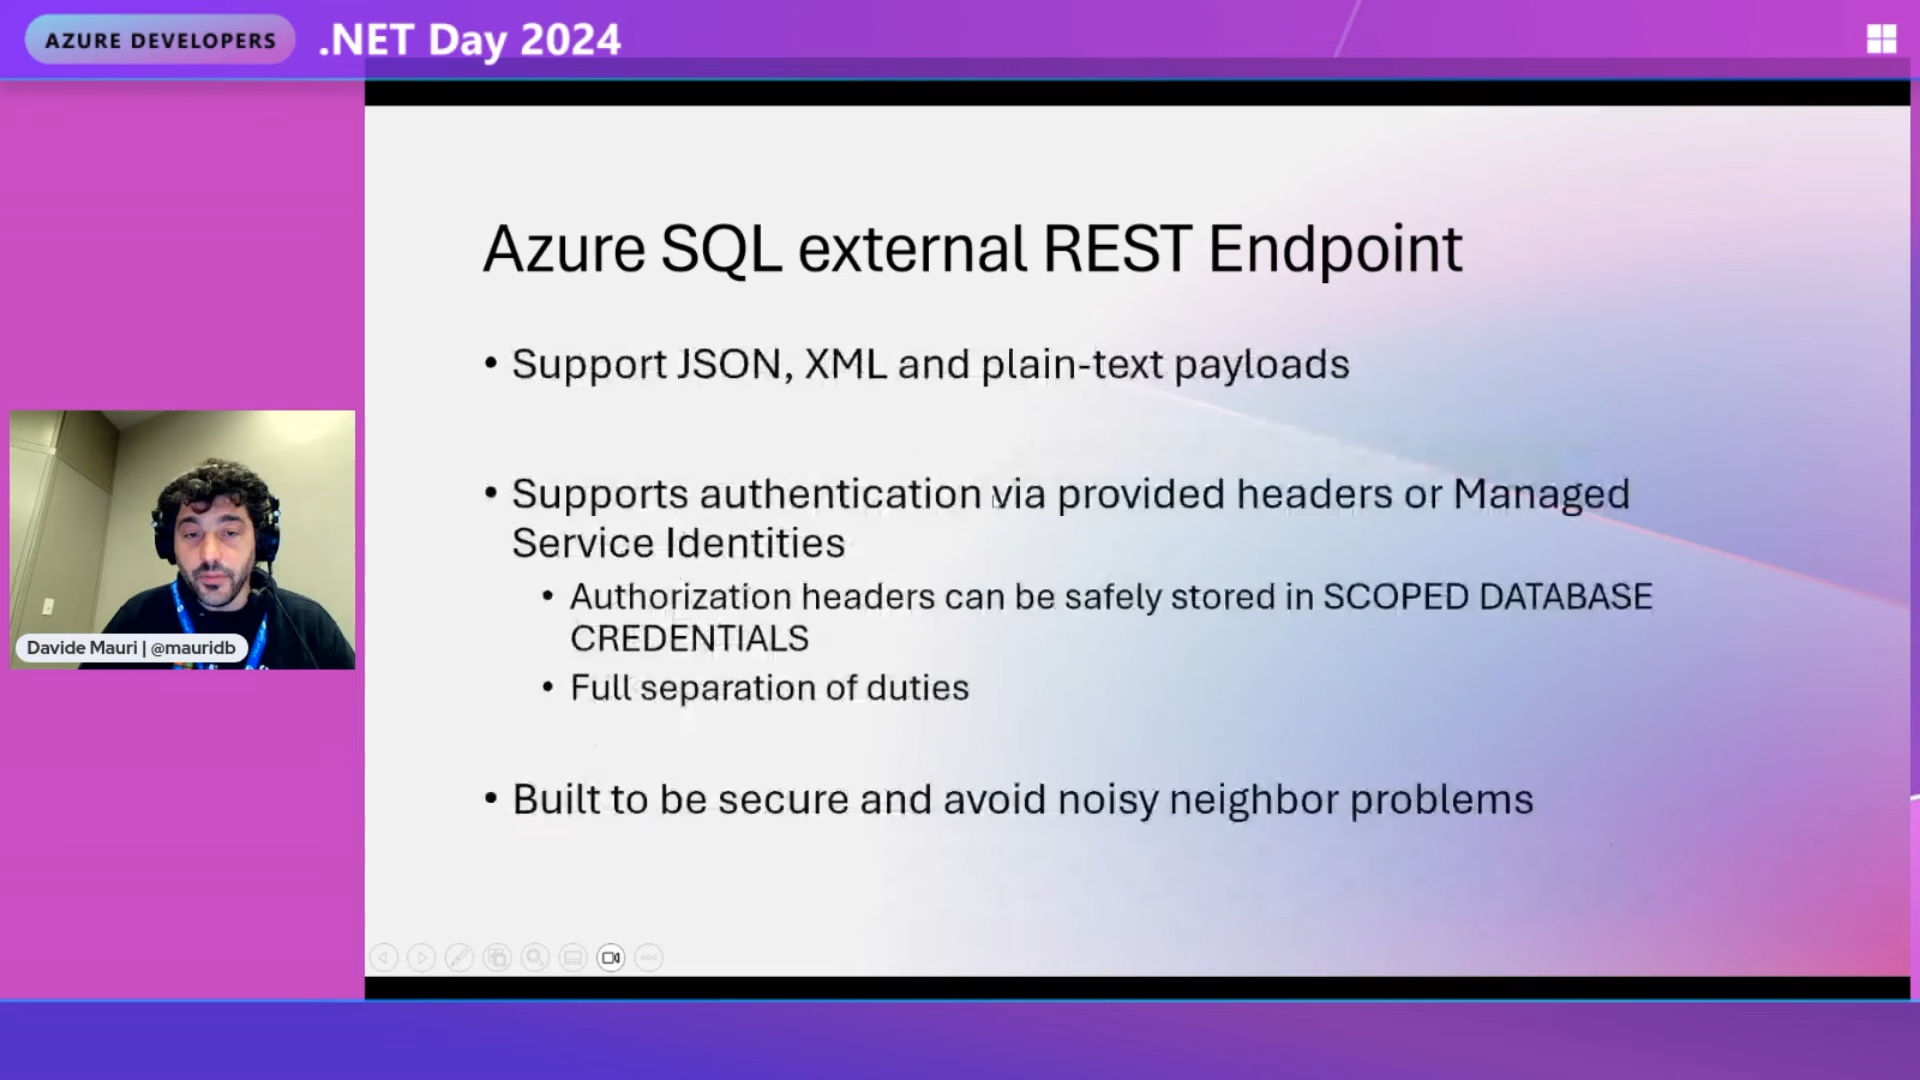 AZURE DEVELOPERS
.NET Day 2024
Azure SQL external REST Endpoint
• Support JSON, XML and plain-text payloads
• Supports authentication via provided headers or Managed
Service Identities
• Authorization headers can be safely stored in SCOPED DATABASE
CREDENTIALS
• Full separation of duties
• Built to be secure and avoid noisy neighbor problems
Davide Mauri | @mauridb